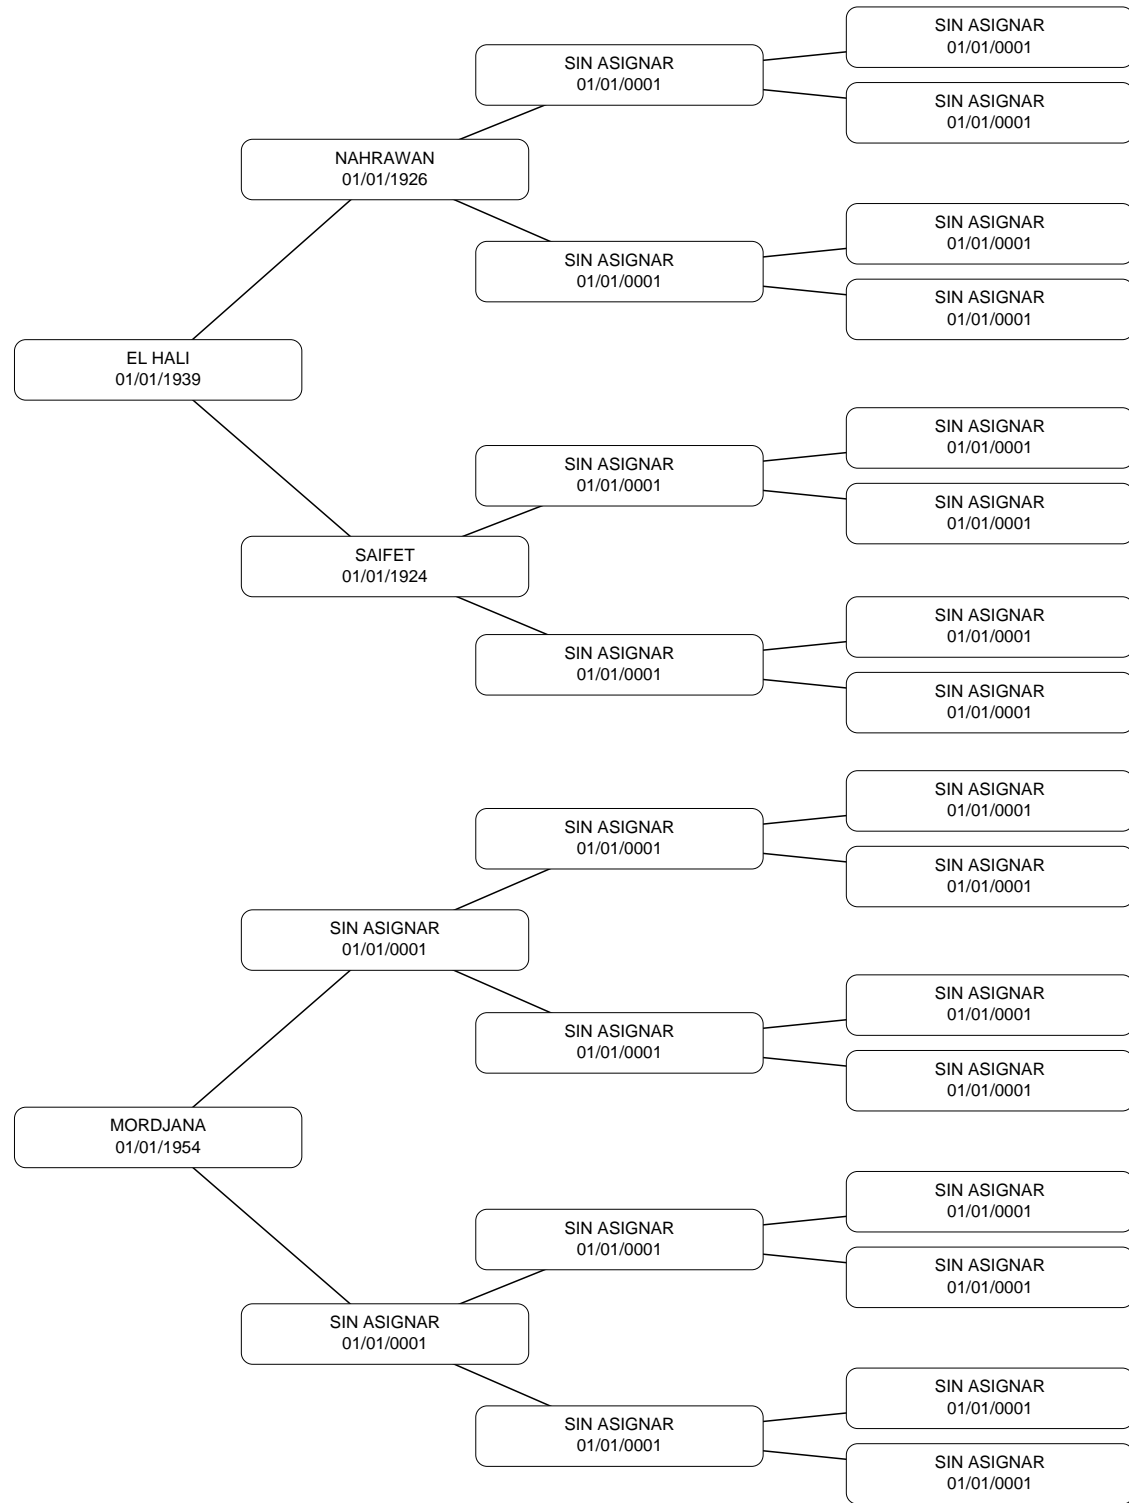 SIN ASIGNAR
01/01/0001
SIN ASIGNAR
01/01/0001
SIN ASIGNAR
01/01/0001
NAHRAWAN
01/01/1926
SIN ASIGNAR
01/01/0001
SIN ASIGNAR
01/01/0001
SIN ASIGNAR
01/01/0001
EL HALI
01/01/1939
SIN ASIGNAR
01/01/0001
SIN ASIGNAR
01/01/0001
SIN ASIGNAR
01/01/0001
SAIFET
01/01/1924
SIN ASIGNAR
01/01/0001
SIN ASIGNAR
01/01/0001
SIN ASIGNAR
01/01/0001
SIN ASIGNAR
01/01/0001
SIN ASIGNAR
01/01/0001
SIN ASIGNAR
01/01/0001
SIN ASIGNAR
01/01/0001
SIN ASIGNAR
01/01/0001
SIN ASIGNAR
01/01/0001
SIN ASIGNAR
01/01/0001
MORDJANA
01/01/1954
SIN ASIGNAR
01/01/0001
SIN ASIGNAR
01/01/0001
SIN ASIGNAR
01/01/0001
SIN ASIGNAR
01/01/0001
SIN ASIGNAR
01/01/0001
SIN ASIGNAR
01/01/0001
SIN ASIGNAR
01/01/0001